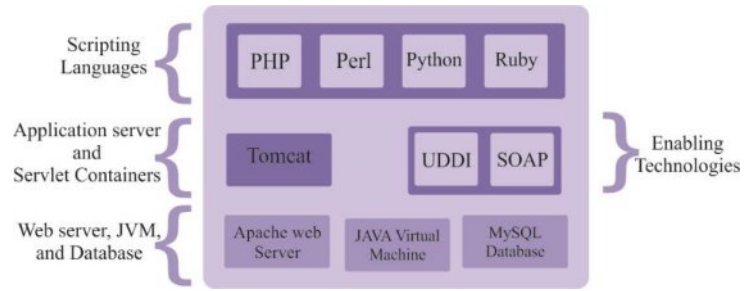 Scripting
Languages
PHP Perl Python Ruby
Application server
and
Servlet Containers
Tomcat
UDDI SOAP
Enabling
Technologies
Web server, JVM,
and Database
Apache web
Server
JAVA Virtual
Machine
MySQL
Database